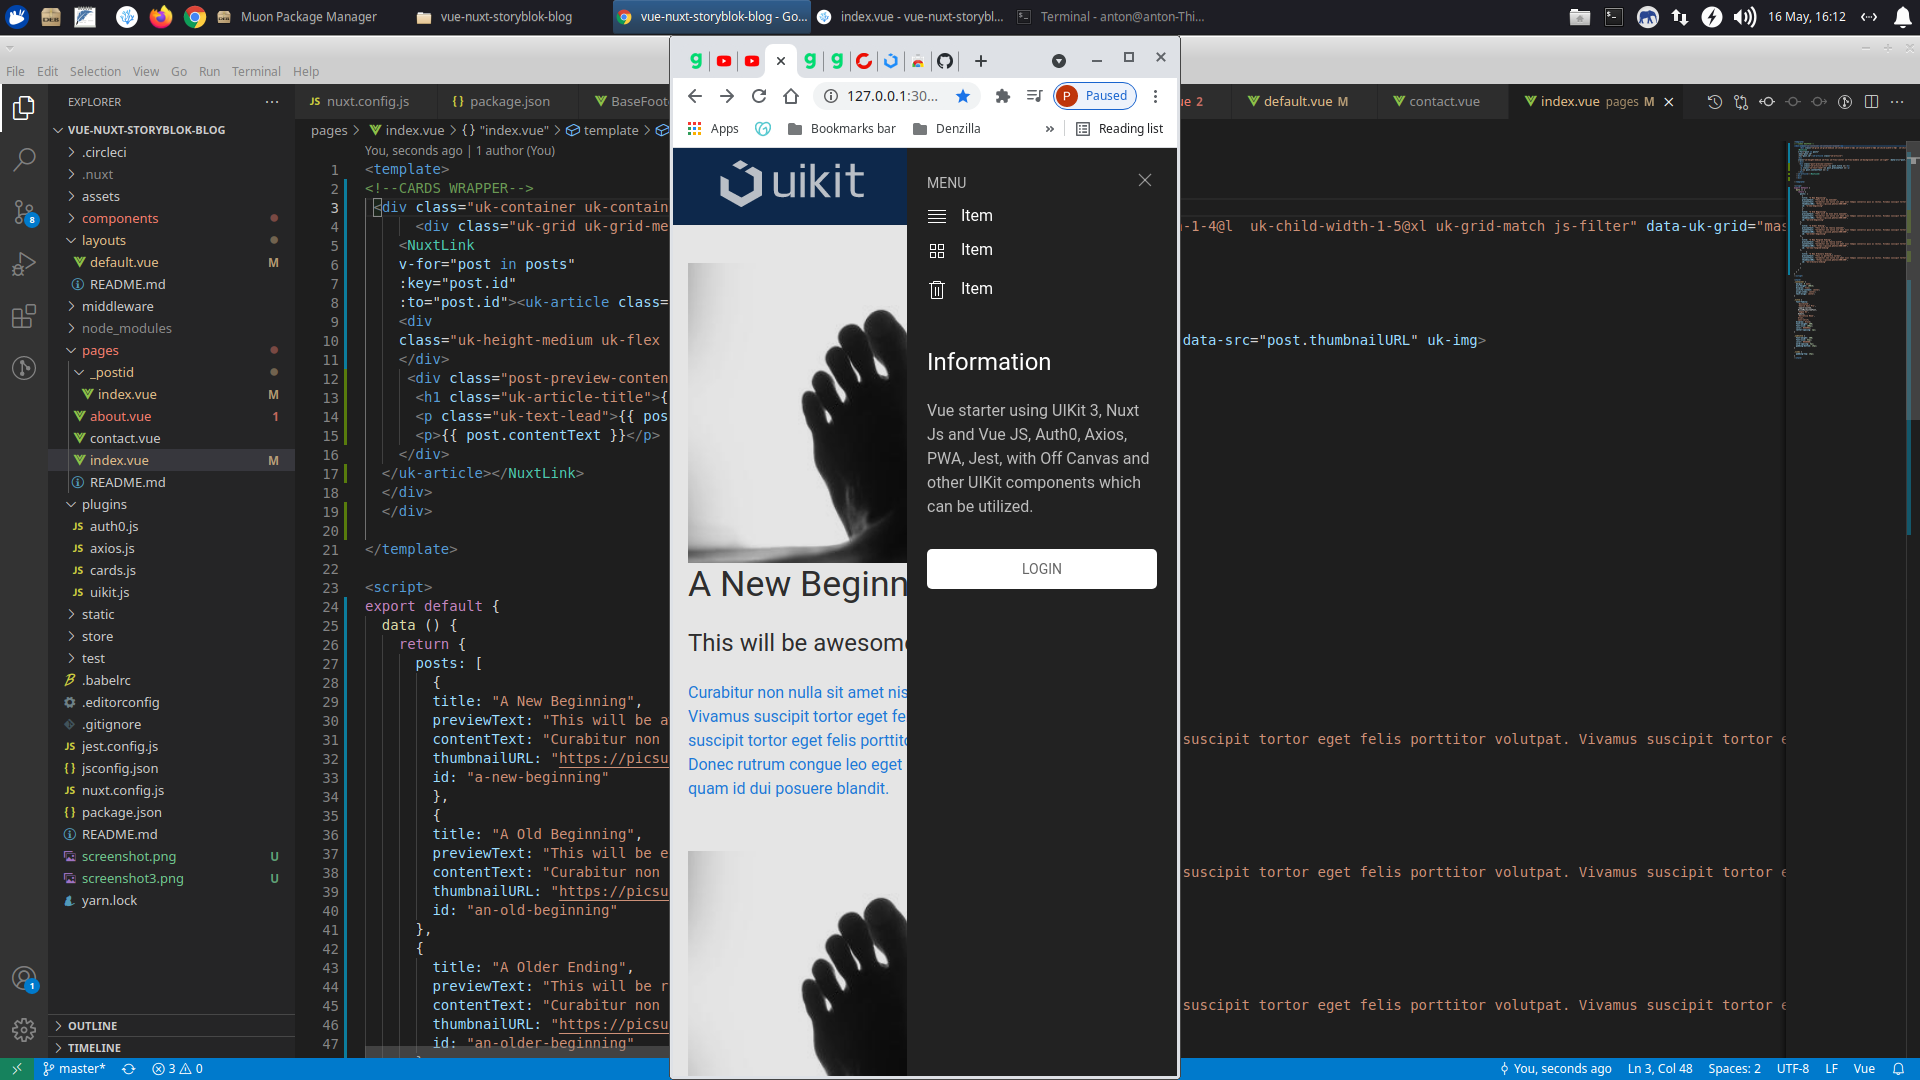 Muon Package Manager
vue-nuxt-storyblok-blog
vue-nuxt-storyblok-blog - Go...
index.vue - vue-nuxt-storybl...
Terminal - anton@anton-Thi...
16 May, 16:12
File Edit Selection View Go Run Terminal Help
EXPLORER
VUE-NUXT-STORYBLOK-BLOG
.circleci
.nuxt
assets
components
layouts
default.vue M
README.md
middleware
node_modules
pages
_postid
index.vue M
about.vue 1
contact.vue
index.vue M
README.md
plugins
auth0.js
axios.js
cards.js
uikit.js
static
store
test
.babelrc
.editorconfig
.gitignore
jest.config.js
jsconfig.json
nuxt.config.js
package.json
README.md
screenshot.png U
screenshot3.png U
yarn.lock
OUTLINE
TIMELINE
nuxt.config.js package.json BaseFoot
ue 2 default.vue M contact.vue index.vue pages M
pages > index.vue > {} "index.vue" > template >
You, seconds ago | 1 author (You)
1 <template>
2 <!--CARDS WRAPPER-->
3 <div class="uk-container uk-contain
4 <div class="uk-grid uk-grid-me
-1-4@l uk-child-width-1-5@xl uk-grid-match js-filter" data-uk-grid="mas
5 <NuxtLink
6 v-for="post in posts"
7 :key="post.id"
8 :to="post.id"><uk-article class=
9 <div
10 class="uk-height-medium uk-flex
data-src="post.thumbnailURL" uk-img>
11 </div>
12 <div class="post-preview-conten
13 <h1 class="uk-article-title">{
14 <p class="uk-text-lead">{{ pos
15 <p>{{ post.contentText }}</p>
16 </div>
17 </uk-article></NuxtLink>
18 </div>
19 </div>
20
21 </template>
22
23 <script>
24 export default {
25 data () {
26 return {
27 posts: [
28 {
29 title: "A New Beginning",
30 previewText: "This will be a
31 contentText: "Curabitur non
suscipit tortor eget felis porttitor volutpat. Vivamus suscipit tortor e
32 thumbnailURL: "https://picsu
33 id: "a-new-beginning"
34 },
35 {
36 title: "A Old Beginning",
37 previewText: "This will be e
38 contentText: "Curabitur non
suscipit tortor eget felis porttitor volutpat. Vivamus suscipit tortor e
39 thumbnailURL: "https://picsu
40 id: "an-old-beginning"
41 },
42 {
43 title: "A Older Ending",
44 previewText: "This will be r
45 contentText: "Curabitur non
suscipit tortor eget felis porttitor volutpat. Vivamus suscipit tortor e
46 thumbnailURL: "https://picsu
47 id: "an-older-beginning"
127.0.0.1:30...
P Paused
Apps Bookmarks bar Denzilla » Reading list
uikit
A New Beginn
This will be awesome
Curabitur non nulla sit amet nis
Vivamus suscipit tortor eget fe
suscipit tortor eget felis porttito
Donec rutrum congue leo eget
quam id dui posuere blandit.
MENU
Item
Item
Item
Information
Vue starter using UIKit 3, Nuxt
Js and Vue JS, Auth0, Axios,
PWA, Jest, with Off Canvas and
other UIKit components which
can be utilized.
LOGIN
master* 3 0
You, seconds ago Ln 3, Col 48 Spaces: 2 UTF-8 LF Vue